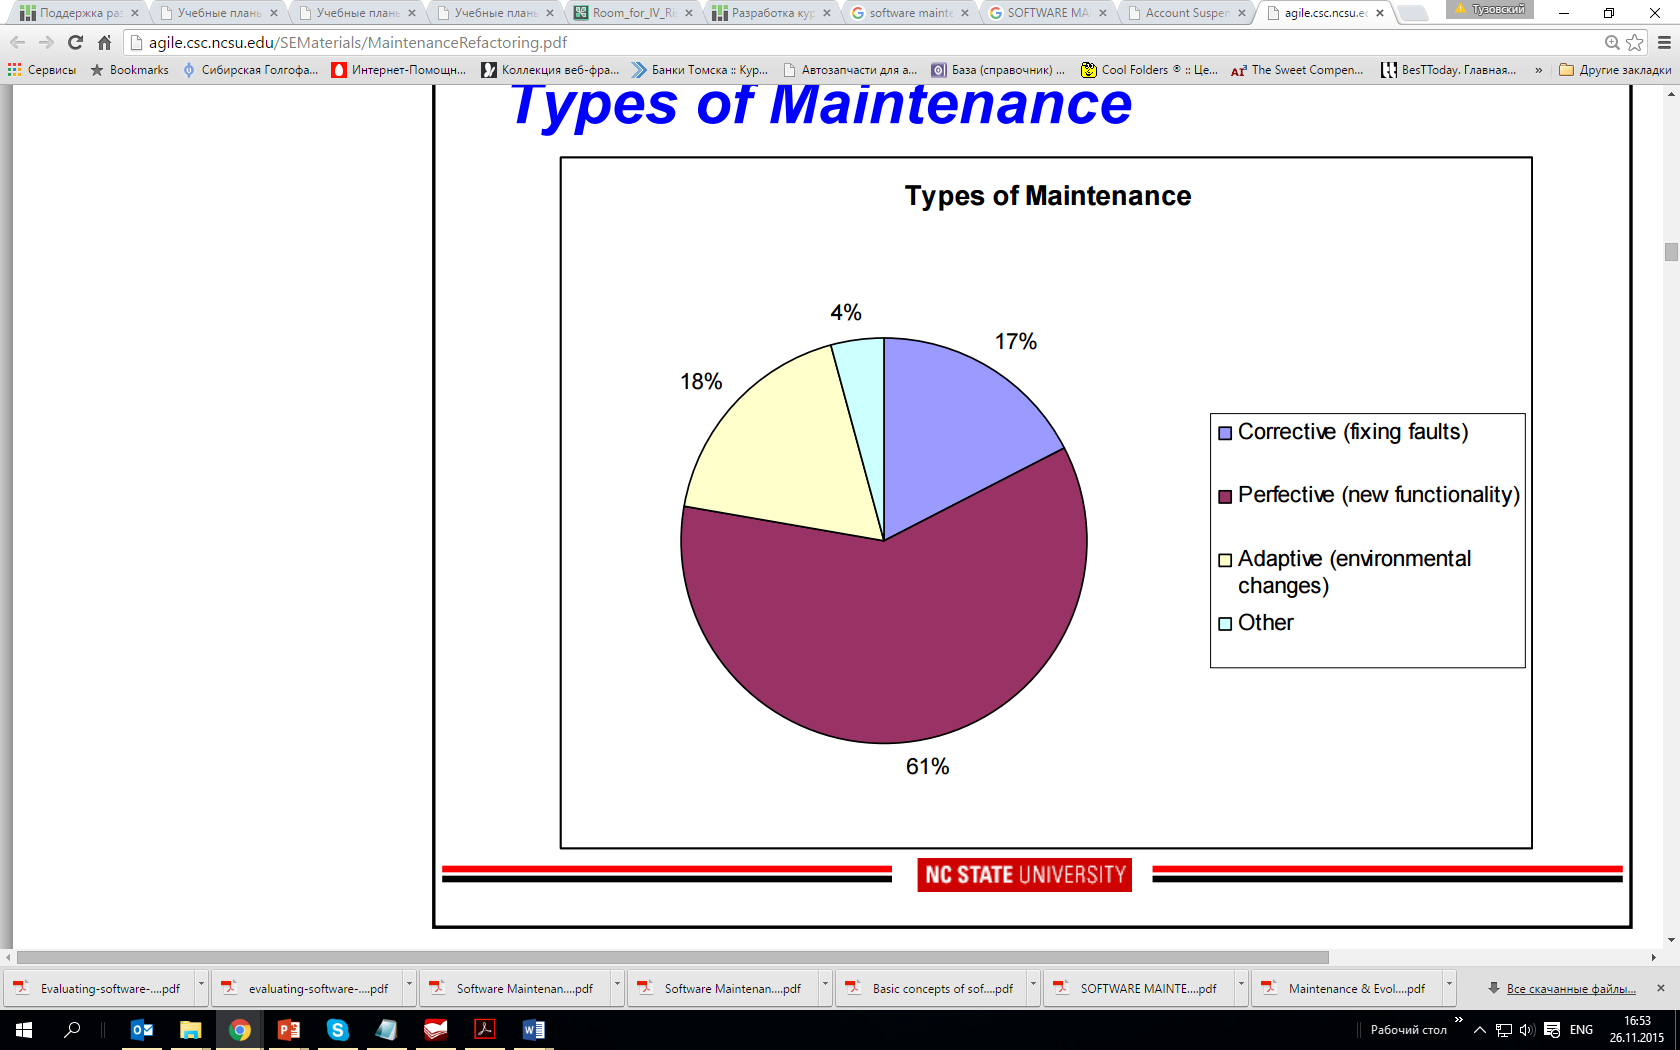 Поддержка ра
Учебные план
Учебные план
Учебные план
Room_for_IV_Ri
Разработка кур
software mainte
SOFTWARE MA
Account Suspen
agile.csc.ncsu.e
Тузовский
agile.csc.ncsu.edu/SEMaterials/MaintenanceRefactoring.pdf
Сервисы
Bookmarks
Сибирская Голгофа...
Интернет-Помощн...
Коллекция веб-фра...
Банки Томска :: Кур...
Автозапчасти для а...
База (справочник) ...
Cool Folders ® :: Це...
The Sweet Compen...
BesTToday. Главная...
»
Другие закладки
Types of Maintenance
Types of Maintenance
4%
17%
18%
61%
Corrective (fixing faults)
Perfective (new functionality)
Adaptive (environmental
changes)
Other
NC STATE UNIVERSITY
Evaluating-software-....pdf
evaluating-software-....pdf
Software Maintenan....pdf
Software Maintenan....pdf
Basic concepts of sof....pdf
SOFTWARE MAINTE....pdf
Maintenance & Evol....pdf
Все скачанные файлы...
Рабочий стол
»
ENG
16:53
26.11.2015